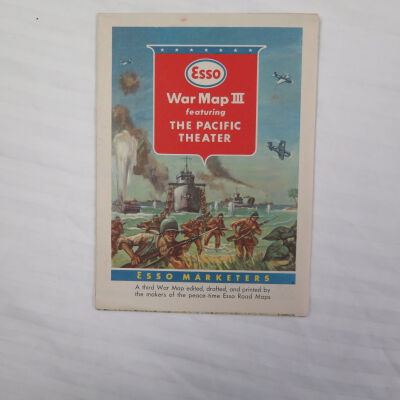 Esso
War Map III
featuring
THE PACIFIC
THEATER
ESSO MARKETERS
A third War Map edited, drafted, and printed by
the makers of the peace-time Esso Road Maps